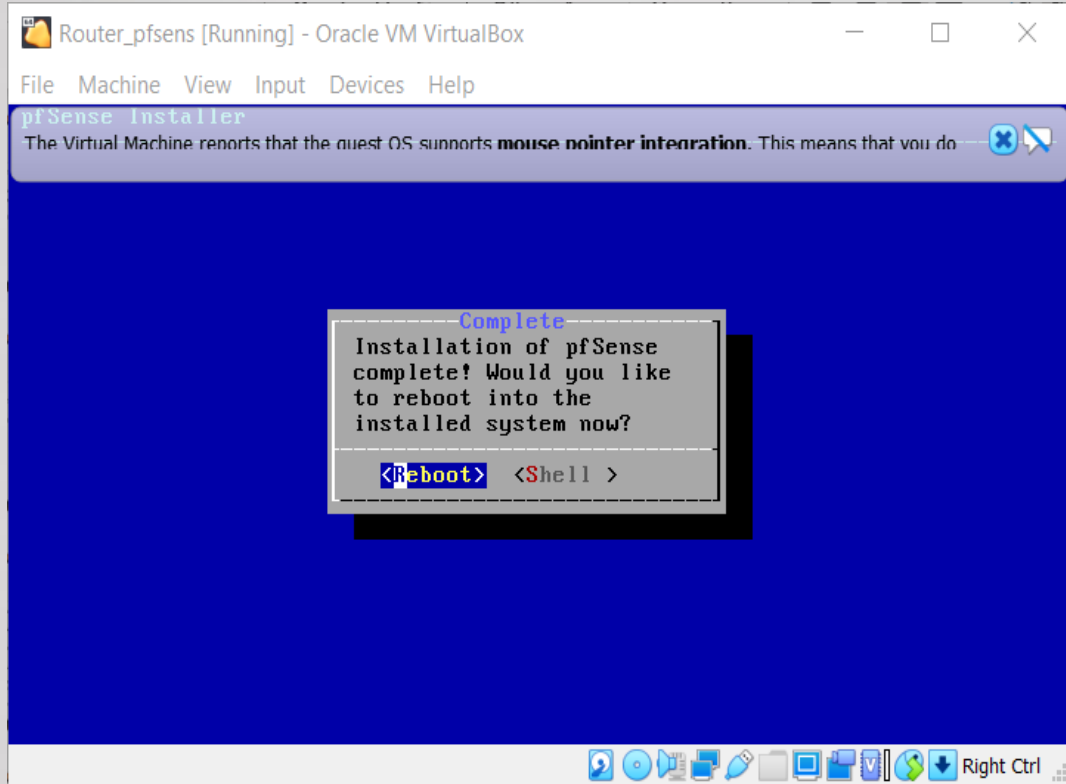 Router_pfsens [Running] - Oracle VM VirtualBox
File Machine View Input Devices Help
pfSense Installer
The Virtual Machine reports that the guest OS supports mouse pointer integration. This means that you do
Complete
Installation of pfSense
complete! Would you like
to reboot into the
installed system now?
<Reboot> <Shell >
Right Ctrl